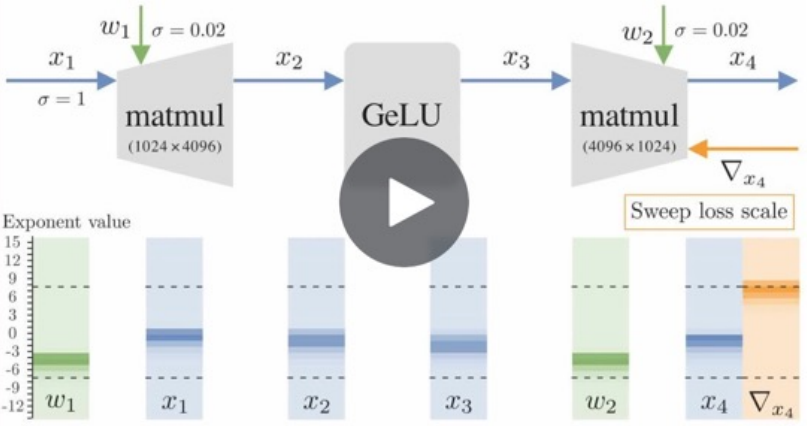 w₁ σ = 0.02
w₂ σ = 0.02
x₁ x₂ x₃ x₄
σ = 1
matmul
(1024×4096)
GeLU
matmul
(4096×1024)
∇x₄
Sweep loss scale
Exponent value
15
12
9
6
3
0
-3
-6
-9
-12
w₁ x₁ x₂ x₃ w₂ x₄ ∇x₄